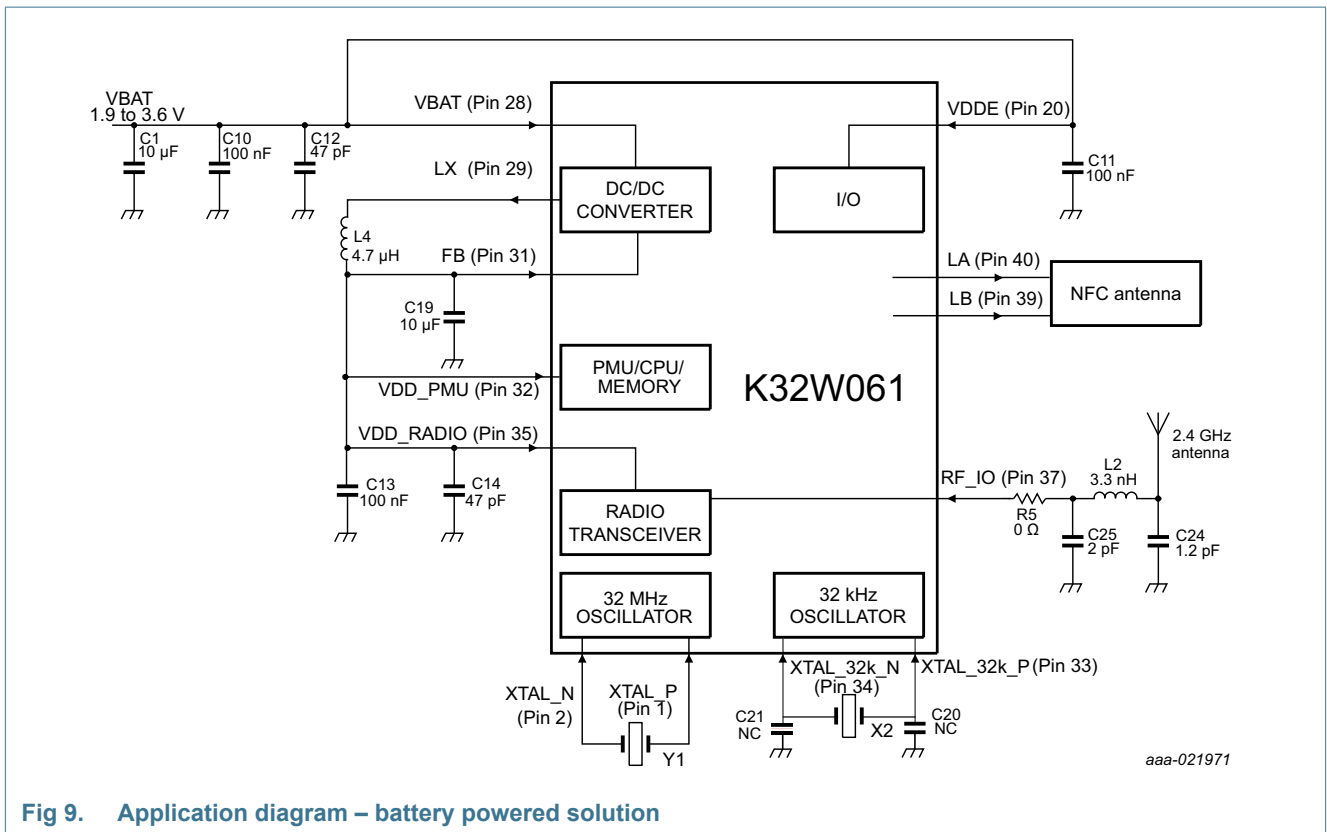 VBAT
1.9 to 3.6 V
VBAT (Pin 28)
VDDE (Pin 20)
C1
10 µF
C10
100 nF
C12
47 pF
C11
100 nF
LX (Pin 29)
DC/DC
CONVERTER
I/O
L4
4.7 µH
FB (Pin 31)
LA (Pin 40)
LB (Pin 39)
NFC antenna
C19
10 µF
PMU/CPU/
MEMORY
K32W061
VDD_PMU (Pin 32)
VDD_RADIO (Pin 35)
2.4 GHz
antenna
C13
100 nF
C14
47 pF
RF_IO (Pin 37)
L2
3.3 nH
RADIO
TRANSCEIVER
R5
0 Ω
C25
2 pF
C24
1.2 pF
32 MHz
OSCILLATOR
32 kHz
OSCILLATOR
XTAL_N
(Pin 2)
XTAL_P
(Pin 1)
Y1
XTAL_32k_N
(Pin 34)
XTAL_32k_P (Pin 33)
C21
NC
X2
C20
NC
aaa-021971
Fig 9. Application diagram – battery powered solution